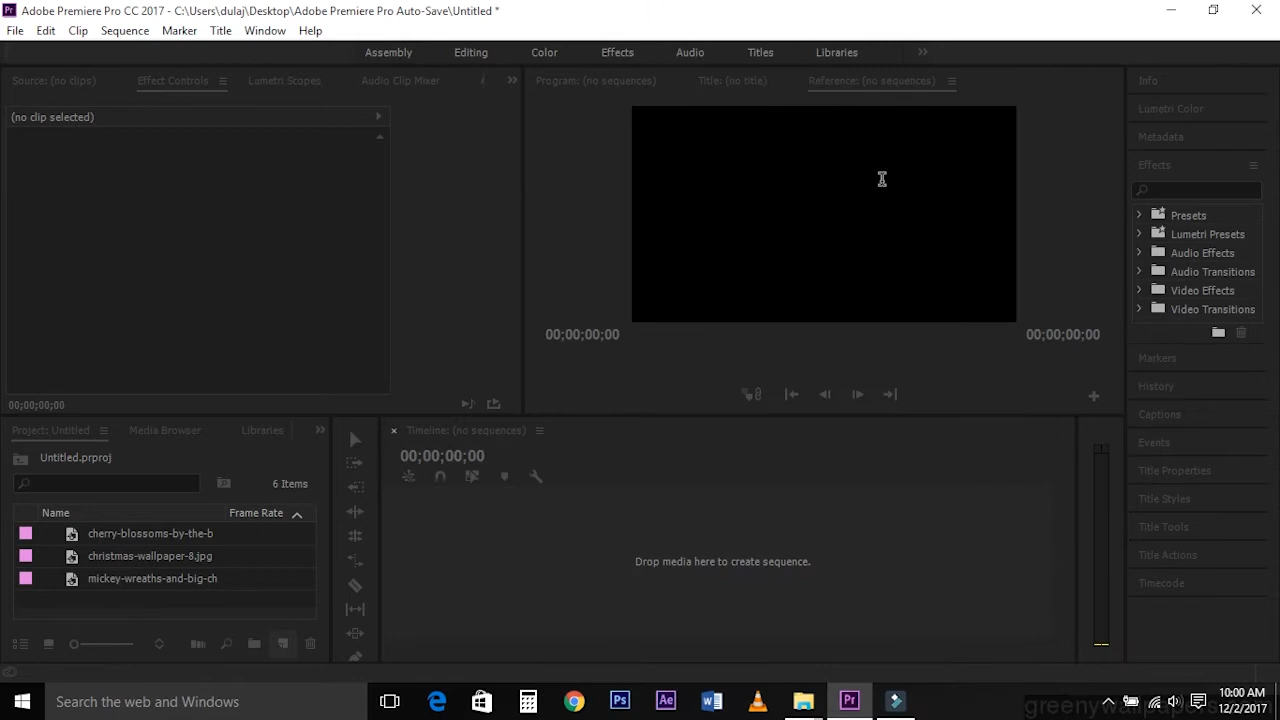 Adobe Premiere Pro CC 2017 - C:\Users\dulaj\Desktop\Adobe Premiere Pro Auto-Save\Untitled *
File Edit Clip Sequence Marker Title Window Help
Assembly Editing Color Effects Audio Titles Libraries
Source: (no clips) Effect Controls Lumetri Scopes Audio Clip Mixer
Program: (no sequences) Title: (no title) Reference: (no sequences)
(no clip selected)
00;00;00;00
00;00;00;00 00;00;00;00
Info
Lumetri Color
Metadata
Effects
Presets
Lumetri Presets
Audio Effects
Audio Transitions
Video Effects
Video Transitions
Markers
History
Captions
Events
Title Properties
Title Styles
Title Tools
Title Actions
Timecode
Project: Untitled Media Browser Libraries
Untitled.prproj
6 Items
Name Frame Rate
cherry-blossoms-by-the-b
christmas-wallpaper-8.jpg
mickey-wreaths-and-big-ch
Timeline: (no sequences)
00;00;00;00
Drop media here to create sequence.
Search the web and Windows
Ps Ae Pr
10:00 AM
12/2/2017